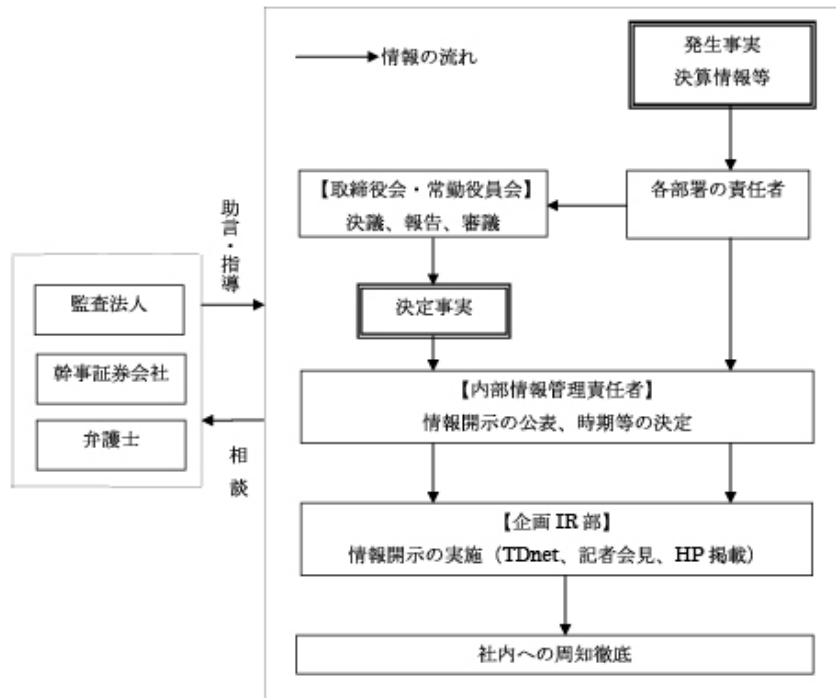 情報の流れ
発生事実
決算情報等
【取締役会・常勤役員会】
決議、報告、審議
各部署の責任者
助言・指導
監査法人
幹事証券会社
弁護士
相談
決定事実
【内部情報管理責任者】
情報開示の公表、時期等の決定
【企画 IR 部】
情報開示の実施（TDnet、記者会見、HP 掲載）
社内への周知徹底